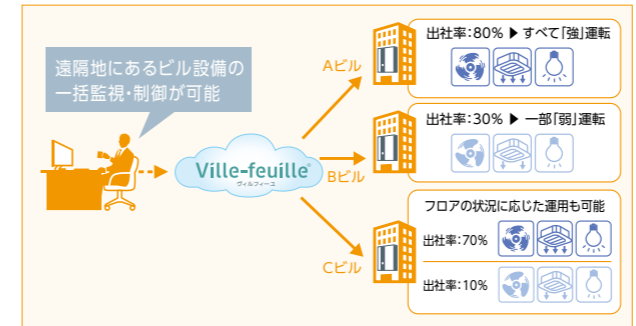 遠隔地にあるビル設備の
一括監視・制御が可能
Ville-feuille®
ヴィルフィーユ
Aビル
出社率:80% ▶ すべて「強」運転
Bビル
出社率:30% ▶ 一部「弱」運転
Cビル
フロアの状況に応じた運用も可能
出社率:70%
出社率:10%